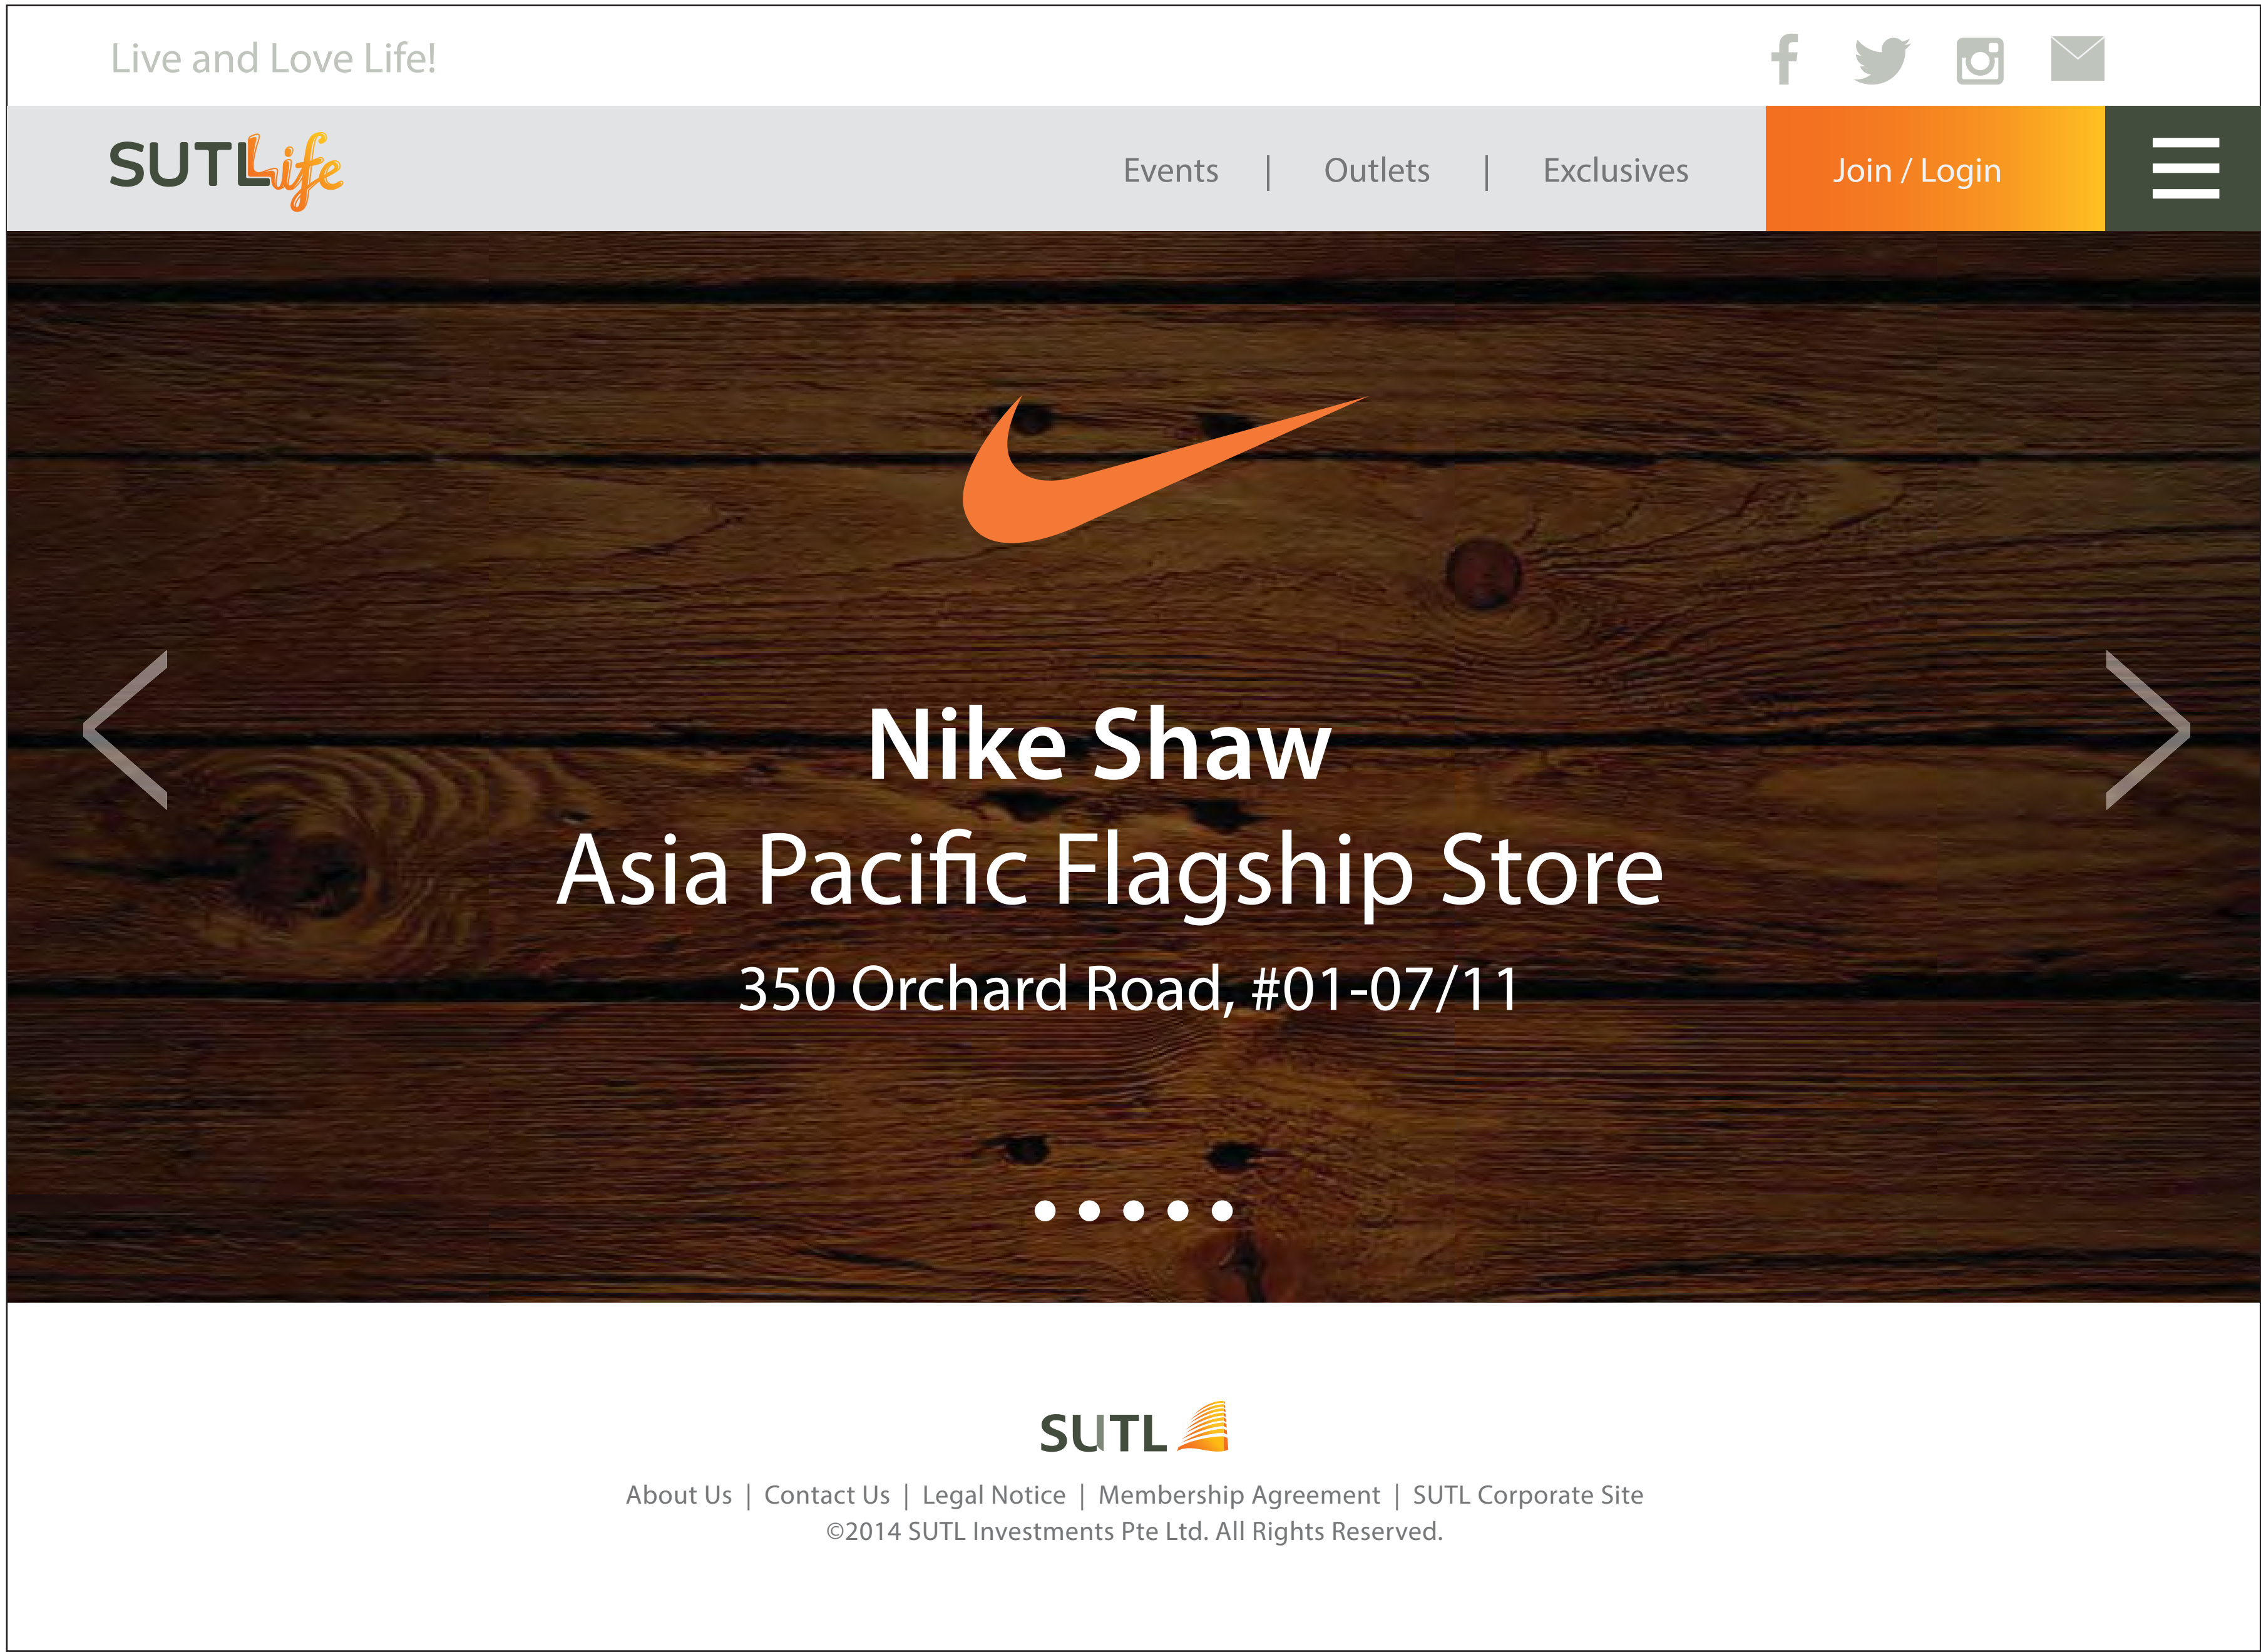 Live and Love Life!
SUTL Life
Events | Outlets | Exclusives
Join / Login
Nike Shaw
Asia Pacific Flagship Store
350 Orchard Road, #01-07/11
SUTL
About Us | Contact Us | Legal Notice | Membership Agreement | SUTL Corporate Site
©2014 SUTL Investments Pte Ltd. All Rights Reserved.